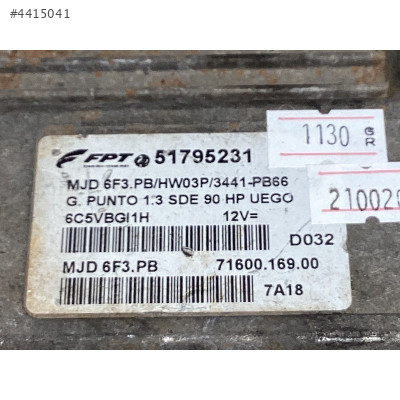 #4415041
FPT 51795231
MJD 6F3.PB/HW03P/3441-PB66
G. PUNTO 1.3 SDE 90 HP UEGO
6C5VBGI1H 12V=
D032
MJD 6F3.PB 71600.169.00
7A18
1130 GR
210020